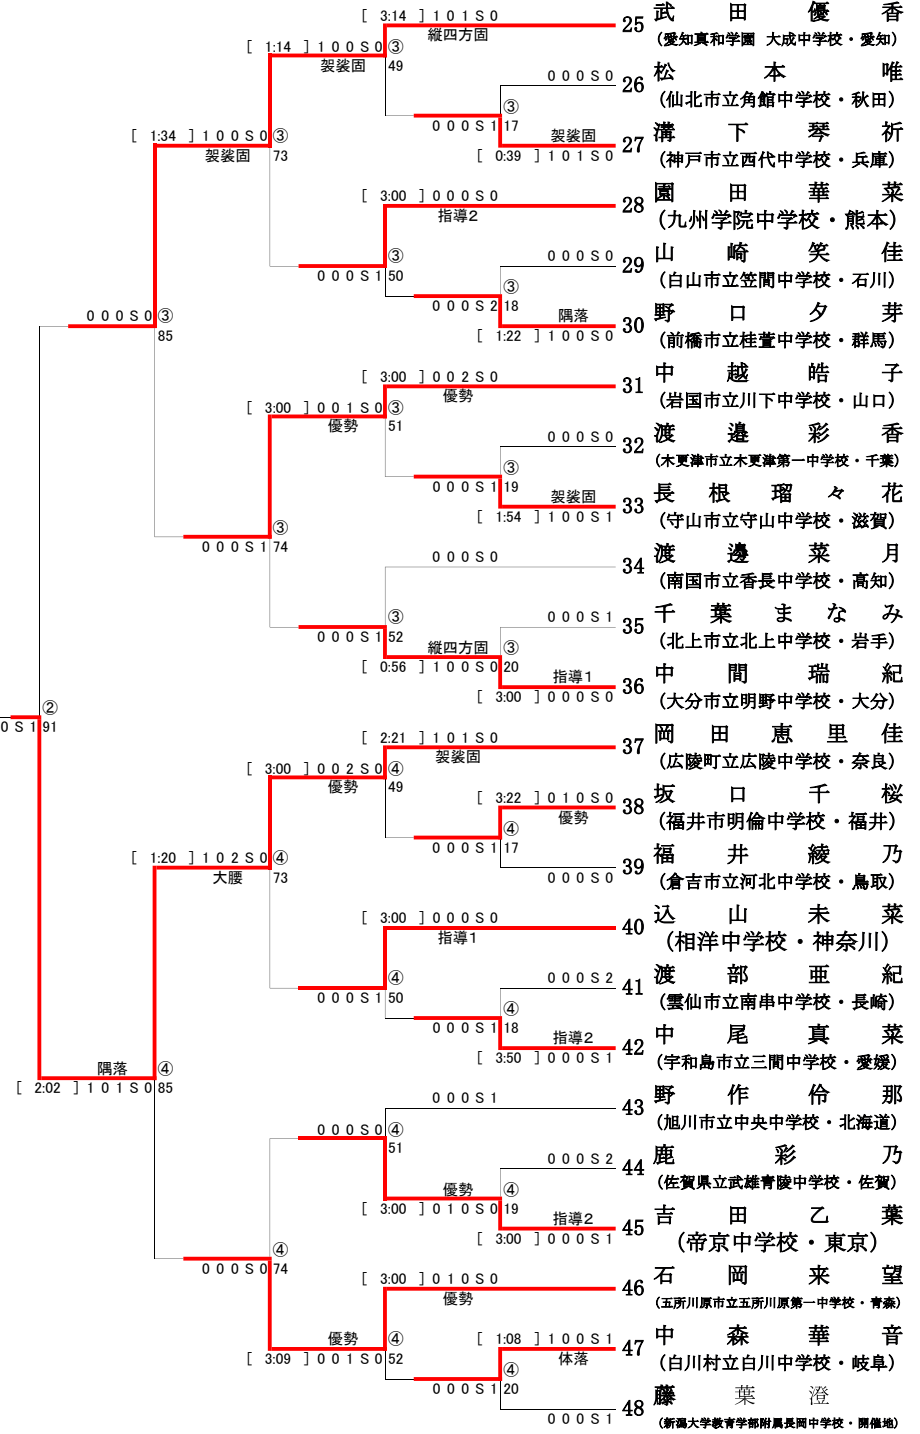 [ 3:14 ] 1 0 1 S 0
縦四方固
25 武田優香
(愛知真和学園 大成中学校・愛知)
[ 1:14 ] 1 0 0 S 0 ③
袈裟固 49
0 0 0 S 0
26 松本唯
(仙北市立角館中学校・秋田)
③
0 0 0 S 1 17
袈裟固
[ 0:39 ] 1 0 1 S 0
27 溝下琴祈
(神戸市立西代中学校・兵庫)
[ 1:34 ] 1 0 0 S 0 ③
袈裟固 73
[ 3:00 ] 0 0 0 S 0
指導2
28 園田華菜
(九州学院中学校・熊本)
③
0 0 0 S 1 50
0 0 0 S 0
29 山崎笑佳
(白山市立笠間中学校・石川)
③
0 0 0 S 2 18
隅落
[ 1:22 ] 1 0 0 S 0
30 野口夕芽
(前橋市立桂萱中学校・群馬)
0 0 0 S 0 ③
85
[ 3:00 ] 0 0 2 S 0
優勢
31 中越皓子
(岩国市立川下中学校・山口)
[ 3:00 ] 0 0 1 S 0 ③
優勢 51
0 0 0 S 0
32 渡邉彩香
(木更津市立木更津第一中学校・千葉)
③
0 0 0 S 1 19
袈裟固
[ 1:54 ] 1 0 0 S 1
33 長根瑠々花
(守山市立守山中学校・滋賀)
③
0 0 0 S 1 74
0 0 0 S 0
34 渡邊菜月
(南国市立香長中学校・高知)
③
0 0 0 S 1 52
0 0 0 S 1
35 千葉まなみ
(北上市立北上中学校・岩手)
縦四方固 ③
[ 0:56 ] 1 0 0 S 0 20
指導1
[ 3:00 ] 0 0 0 S 0
36 中間瑞紀
(大分市立明野中学校・大分)
②
0 S 1 91
[ 2:21 ] 1 0 1 S 0
袈裟固
37 岡田恵里佳
(広陵町立広陵中学校・奈良)
[ 3:00 ] 0 0 2 S 0 ④
優勢 49
[ 3:22 ] 0 1 0 S 0
優勢
38 坂口千桜
(福井市明倫中学校・福井)
④
0 0 0 S 1 17
0 0 0 S 0
39 福井綾乃
(倉吉市立河北中学校・鳥取)
[ 1:20 ] 1 0 2 S 0 ④
大腰 73
[ 3:00 ] 0 0 0 S 0
指導1
40 込山未菜
(相洋中学校・神奈川)
④
0 0 0 S 1 50
0 0 0 S 2
41 渡部亜紀
(雲仙市立南串中学校・長崎)
④
0 0 0 S 1 18
指導2
[ 3:50 ] 0 0 0 S 1
42 中尾真菜
(宇和島市立三間中学校・愛媛)
隅落 ④
[ 2:02 ] 1 0 1 S 0 85
0 0 0 S 1
43 野作伶那
(旭川市立中央中学校・北海道)
0 0 0 S 0 ④
51
0 0 0 S 2
44 鹿彩乃
(佐賀県立武雄青陵中学校・佐賀)
優勢 ④
[ 3:00 ] 0 1 0 S 0 19
指導2
[ 3:00 ] 0 0 0 S 1
45 吉田乙葉
(帝京中学校・東京)
④
0 0 0 S 0 74
[ 3:00 ] 0 1 0 S 0
優勢
46 石岡来望
(五所川原市立五所川原第一中学校・青森)
優勢 ④
[ 3:09 ] 0 0 1 S 0 52
[ 1:08 ] 1 0 0 S 1
体落
47 中森華音
(白川村立白川中学校・岐阜)
④
0 0 0 S 1 20
0 0 0 S 1
48 藤葉澄
(新潟大学教育学部附属長岡中学校・開催地)